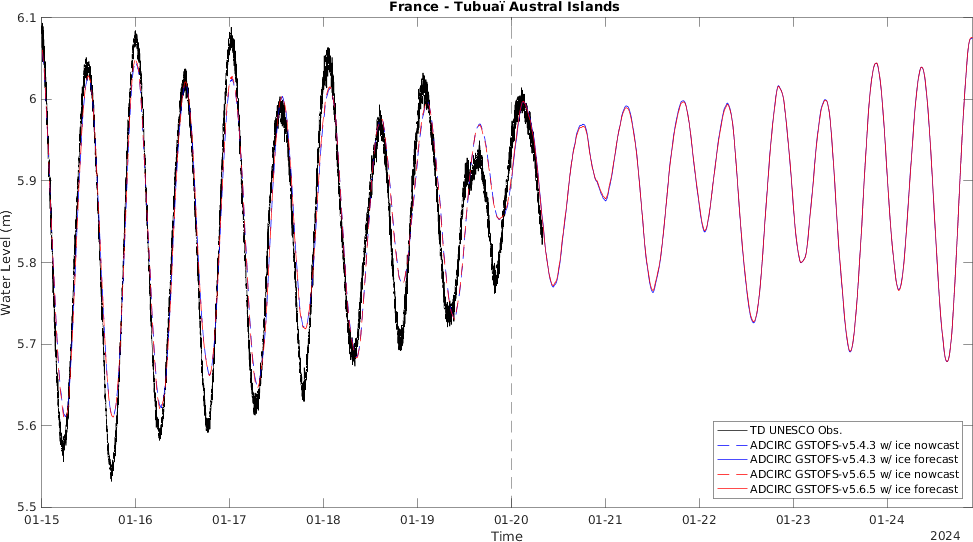 France - Tubuaï Austral Islands
6.1
6
5.9
5.8
5.7
5.6
5.5
Water Level (m)
01-15
01-16
01-17
01-18
01-19
01-20
01-21
01-22
01-23
01-24
Time
2024
TD UNESCO Obs.
ADCIRC GSTOFS-v5.4.3 w/ ice nowcast
ADCIRC GSTOFS-v5.4.3 w/ ice forecast
ADCIRC GSTOFS-v5.6.5 w/ ice nowcast
ADCIRC GSTOFS-v5.6.5 w/ ice forecast